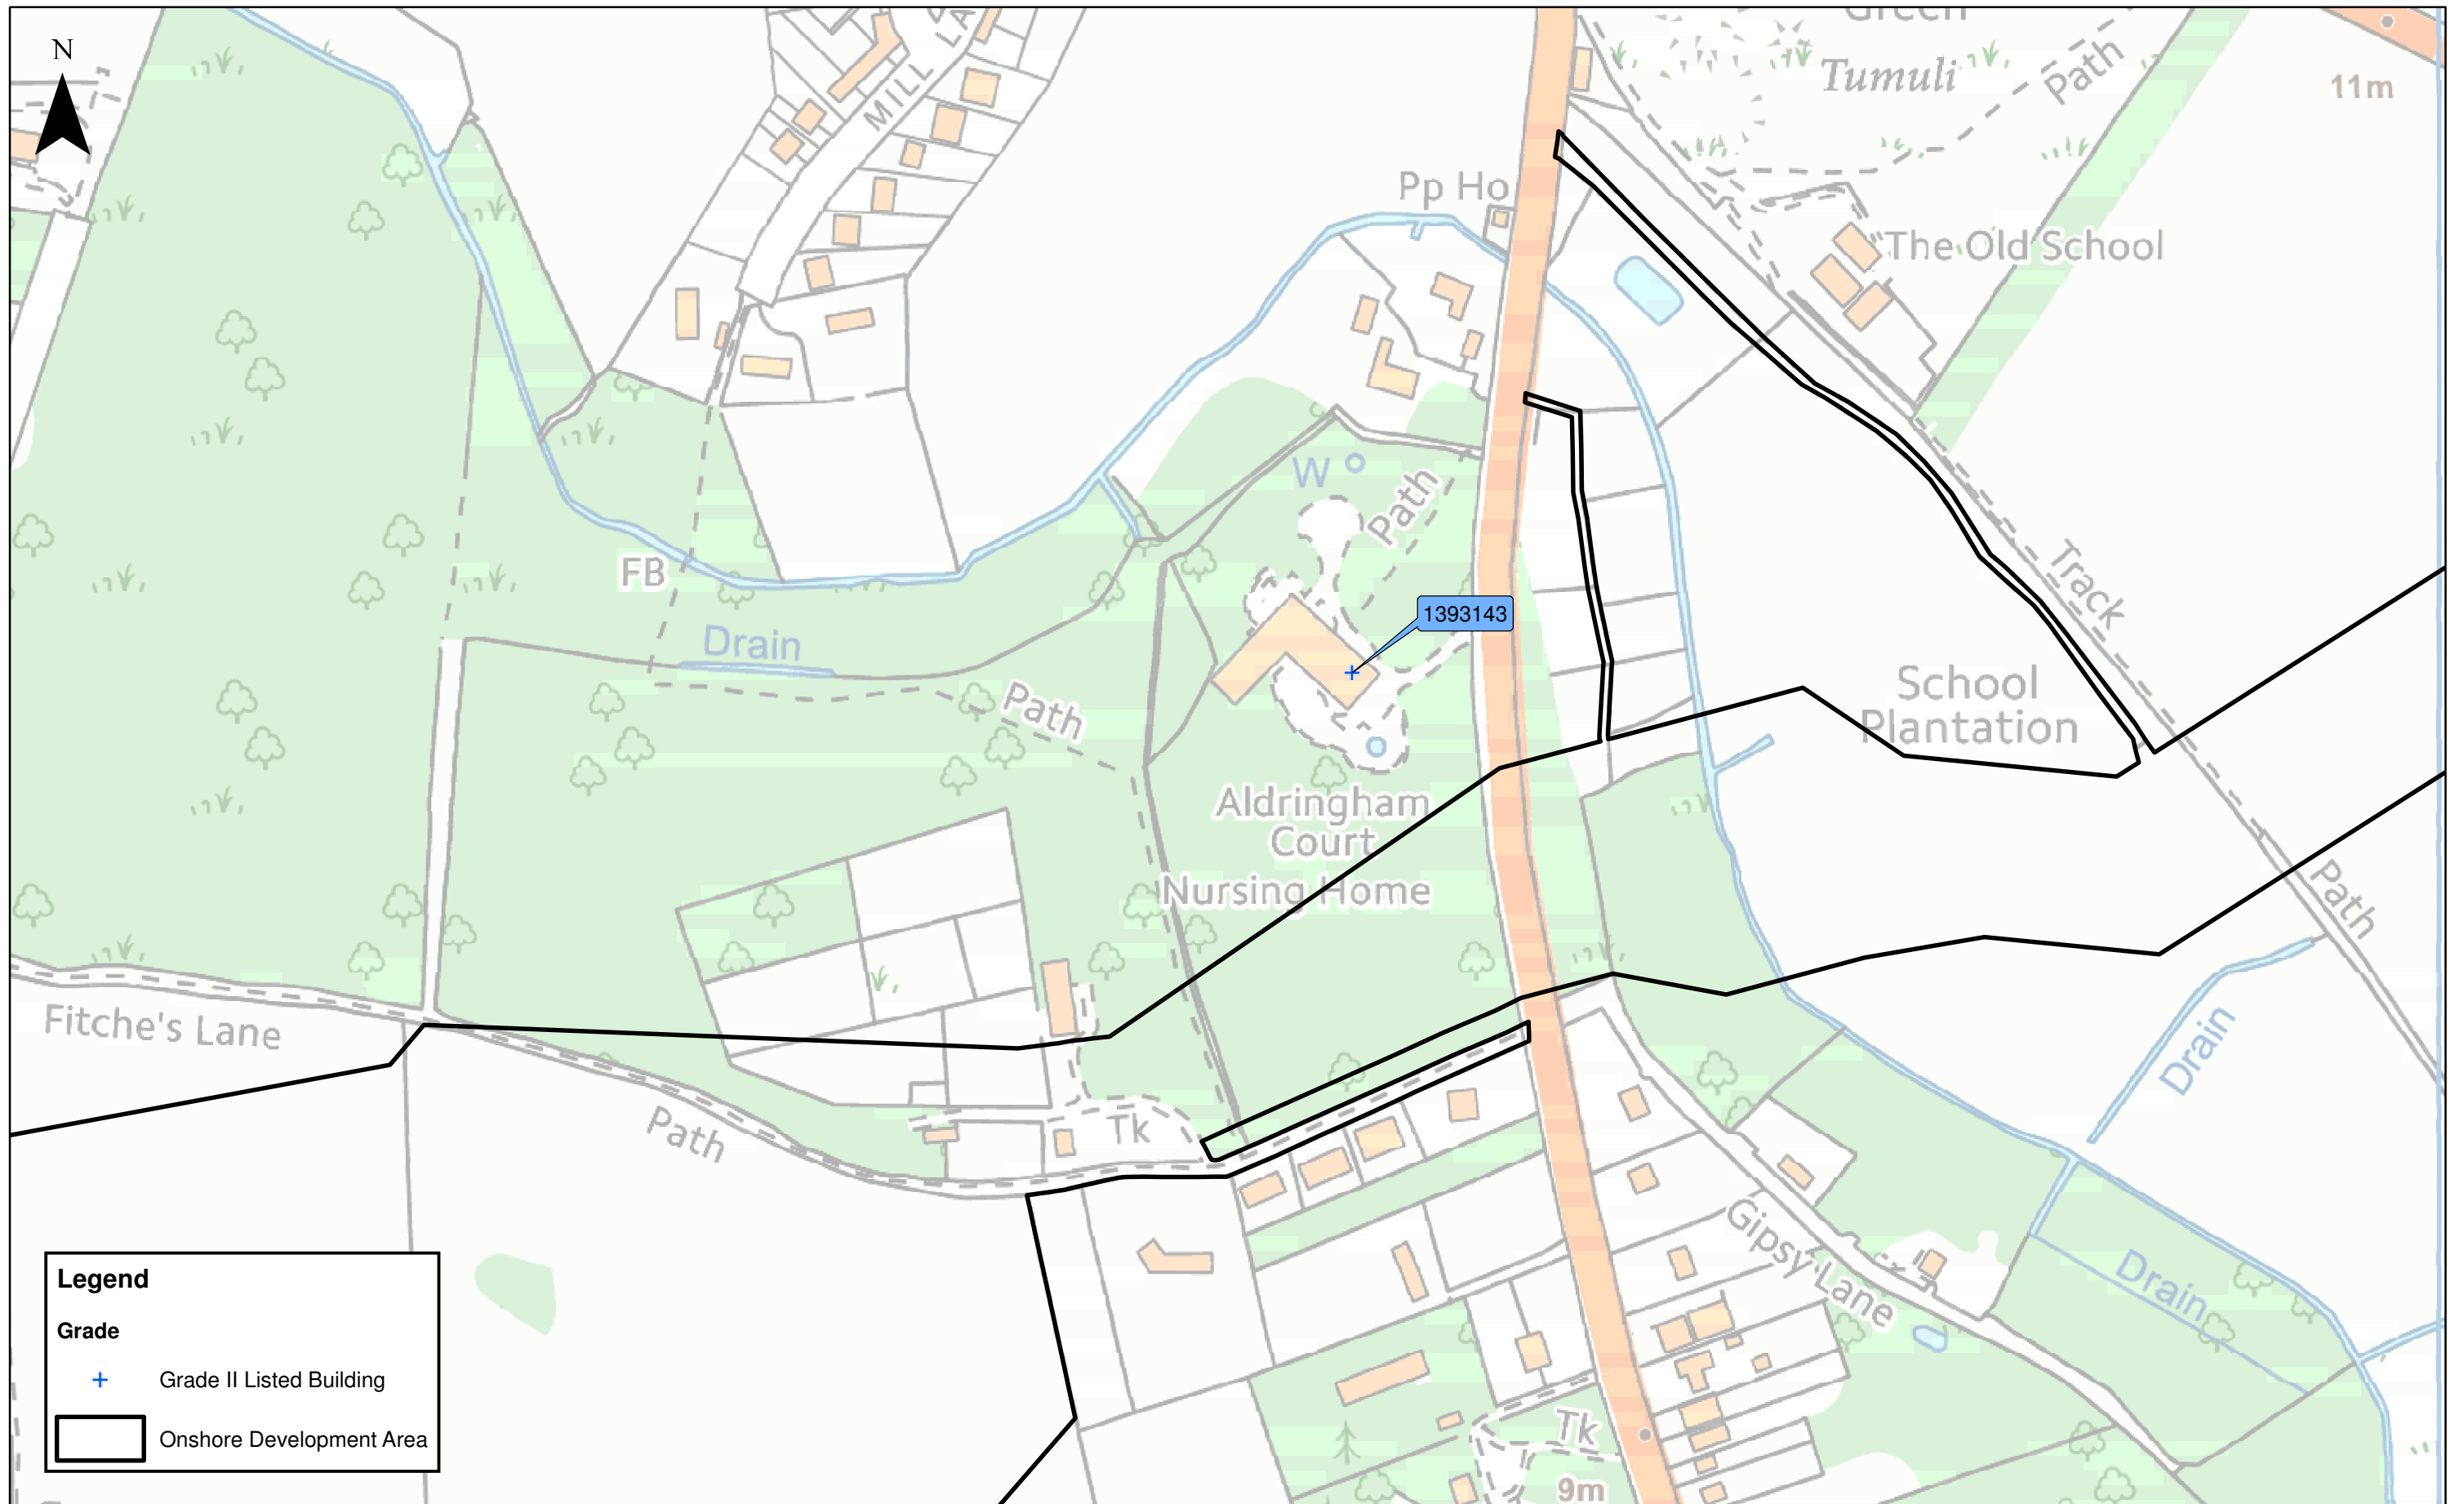 Green
N
Tumuli
Path
11m
MILL LA
Pp Ho
The Old School
W
Path
FB
Track
1393143
Drain
Path
School
Plantation
Aldringham
Court
Nursing Home
Path
Fitche's Lane
Drain
Path
Tk
Gipsy Lane
Drain
Legend
Grade
+ Grade II Listed Building
Onshore Development Area
Tk
9m